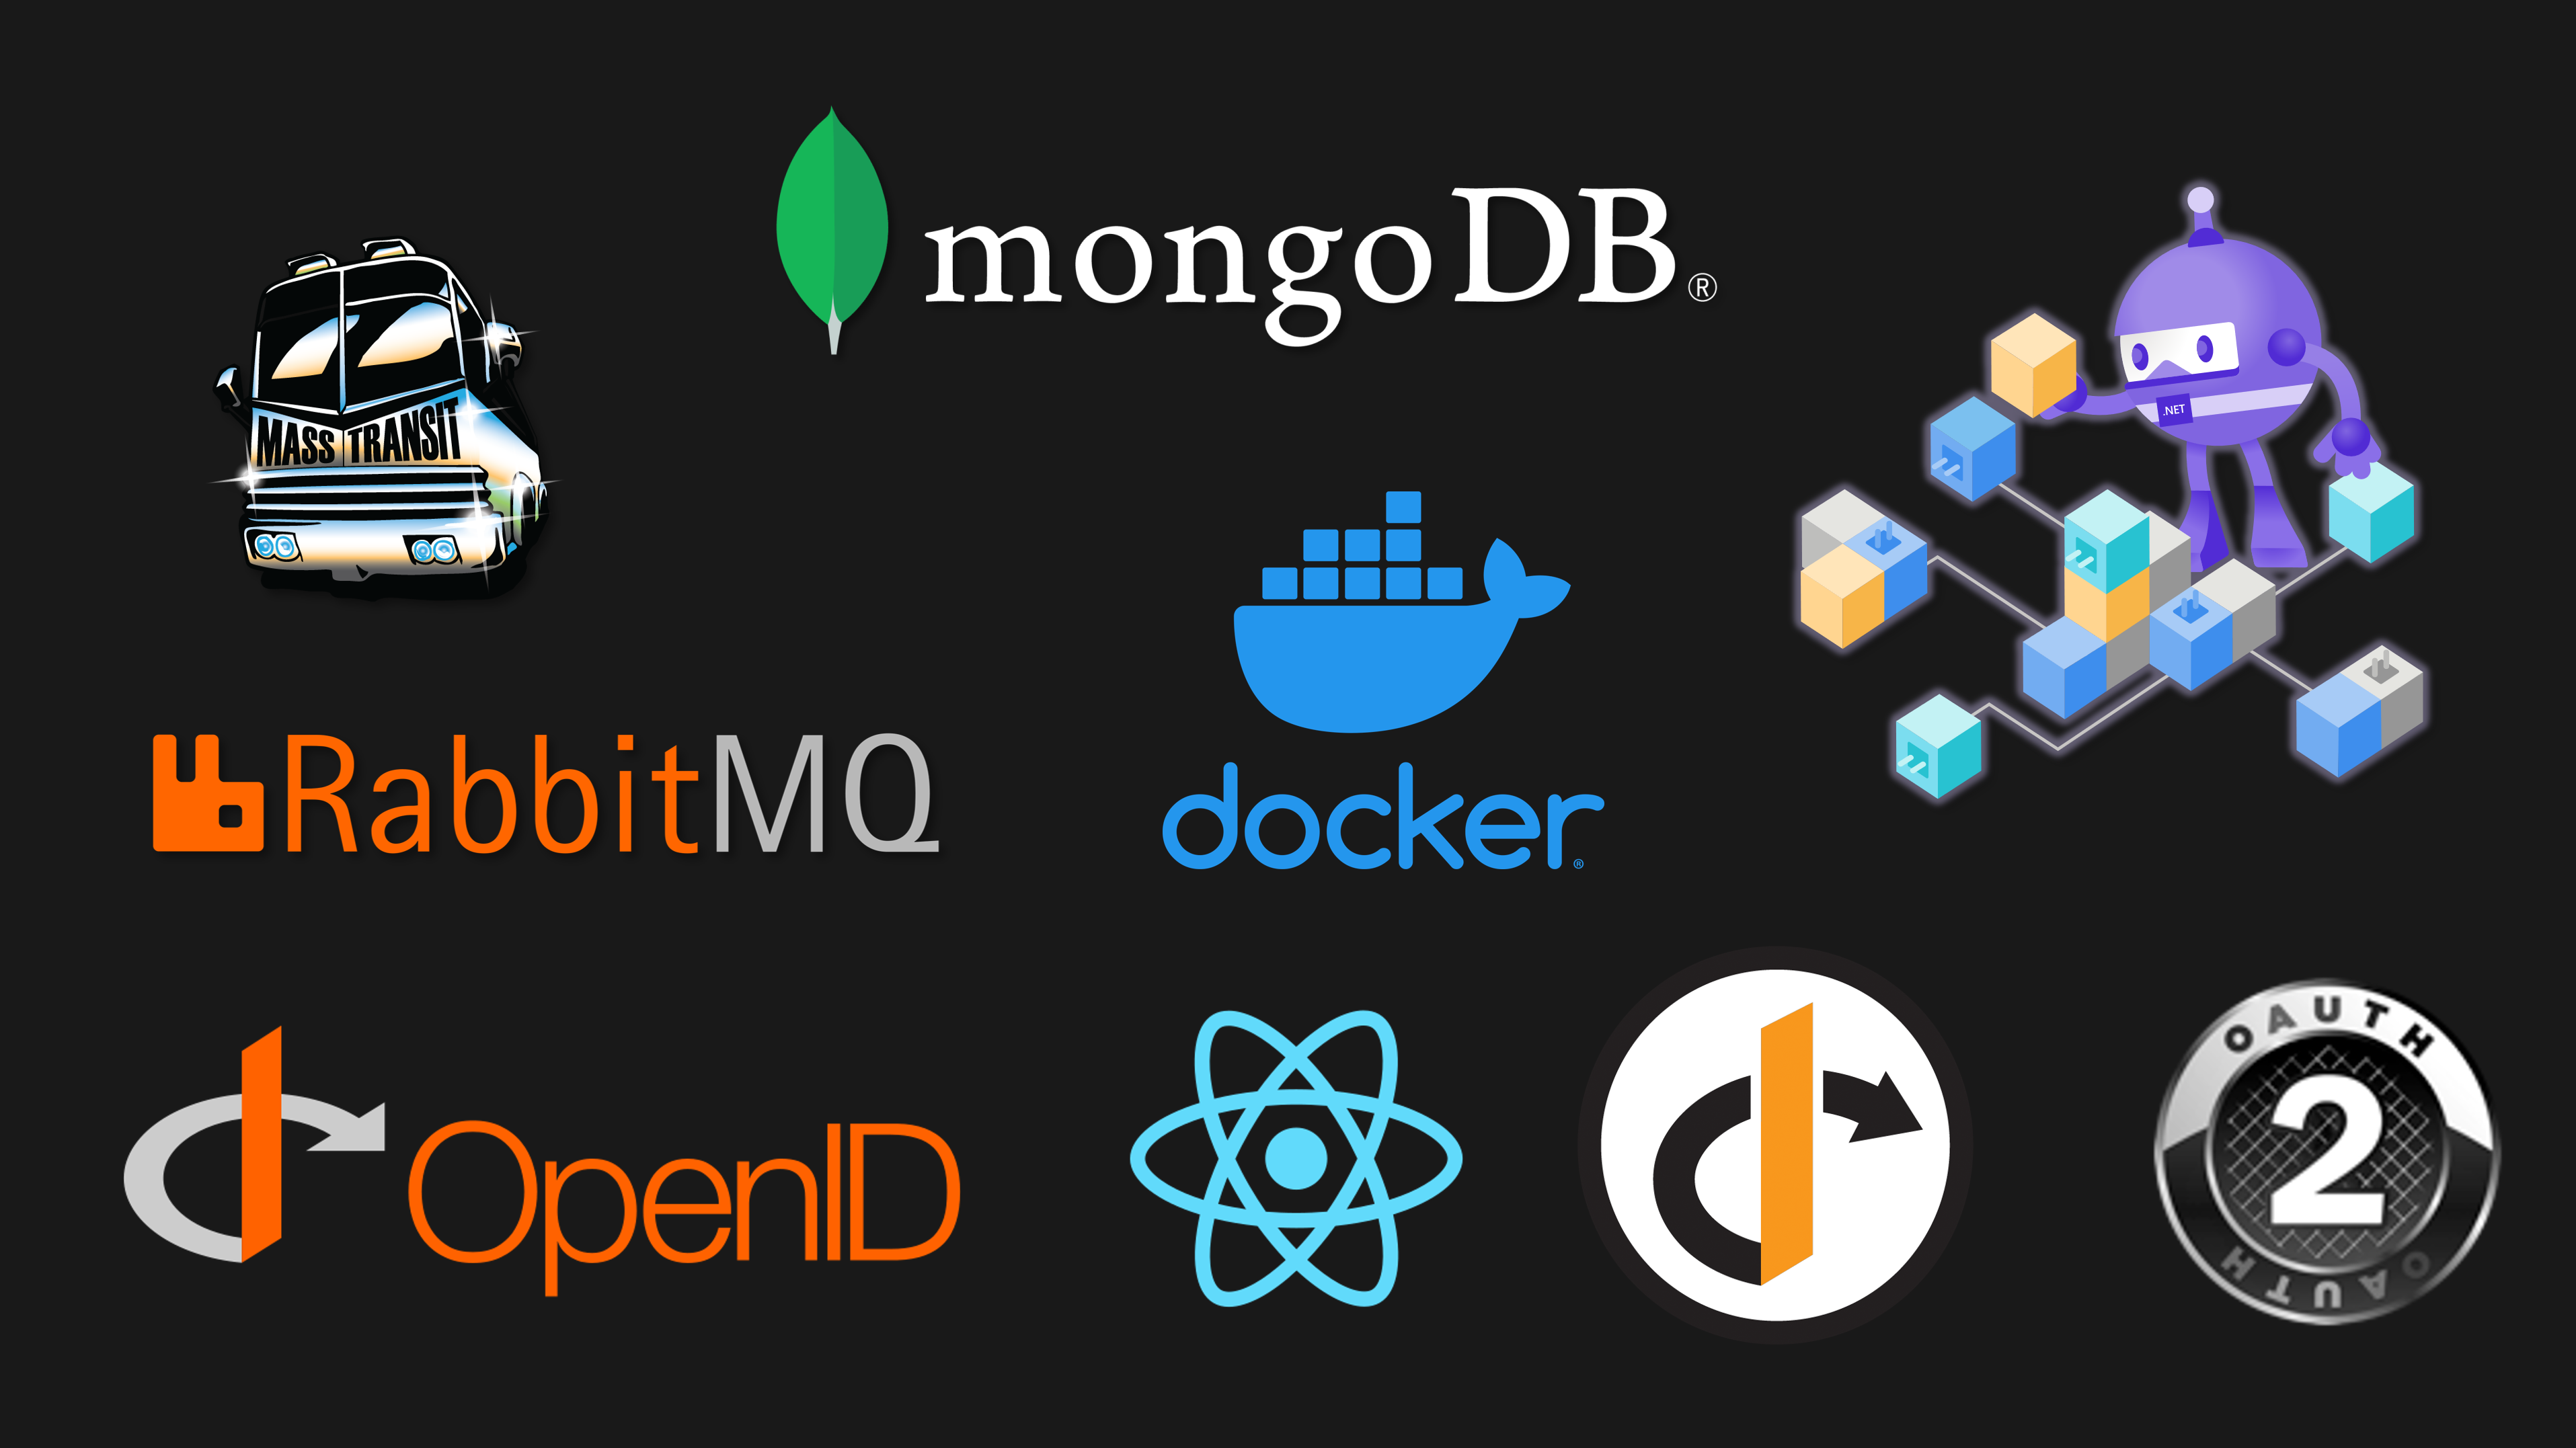 mongoDB®
MASS TRANSIT
.NET
RabbitMQ
docker®
OpenID
OAUTH
2
OAUTH